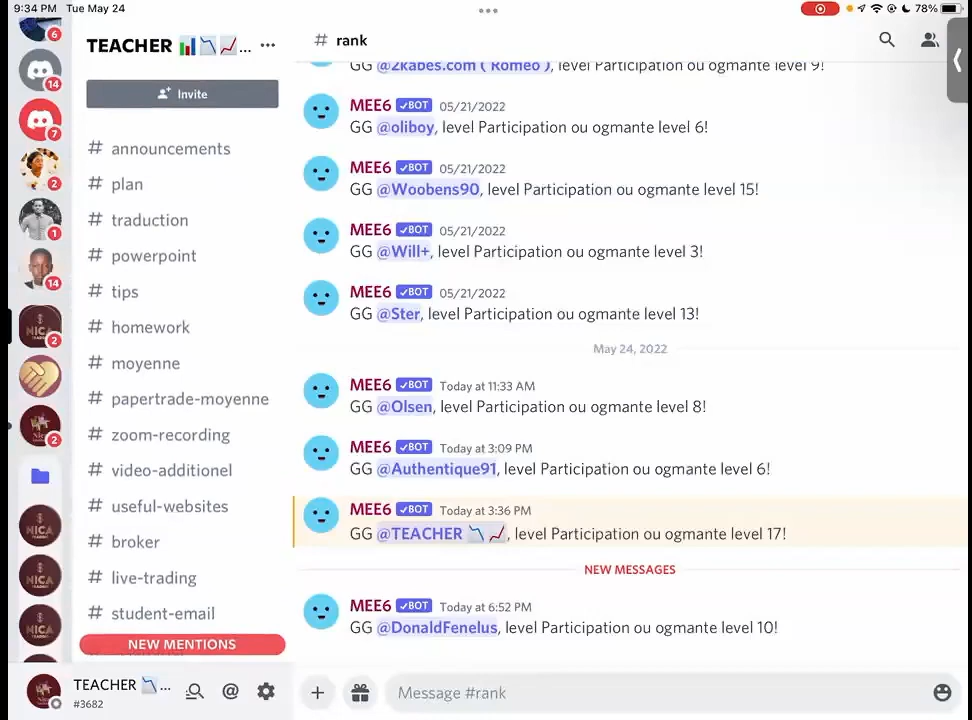 9:34 PM Tue May 24
78%
6
14
7
2
1
14
2
2
TEACHER ...
Invite
# announcements
# plan
# traduction
# powerpoint
# tips
# homework
# moyenne
# papertrade-moyenne
# zoom-recording
# video-additionel
# useful-websites
# broker
# live-trading
# student-email
NEW MENTIONS
TEACHER ...
#3682
# rank
GG @2kabes.com ( Romeo ), level Participation ou ogmante level 9!
MEE6 BOT 05/21/2022
GG @oliboy, level Participation ou ogmante level 6!
MEE6 BOT 05/21/2022
GG @Woobens90, level Participation ou ogmante level 15!
MEE6 BOT 05/21/2022
GG @Will+, level Participation ou ogmante level 3!
MEE6 BOT 05/21/2022
GG @Ster, level Participation ou ogmante level 13!
May 24, 2022
MEE6 BOT Today at 11:33 AM
GG @Olsen, level Participation ou ogmante level 8!
MEE6 BOT Today at 3:09 PM
GG @Authentique91, level Participation ou ogmante level 6!
MEE6 BOT Today at 3:36 PM
GG @TEACHER , level Participation ou ogmante level 17!
NEW MESSAGES
MEE6 BOT Today at 6:52 PM
GG @DonaldFenelus, level Participation ou ogmante level 10!
Message #rank